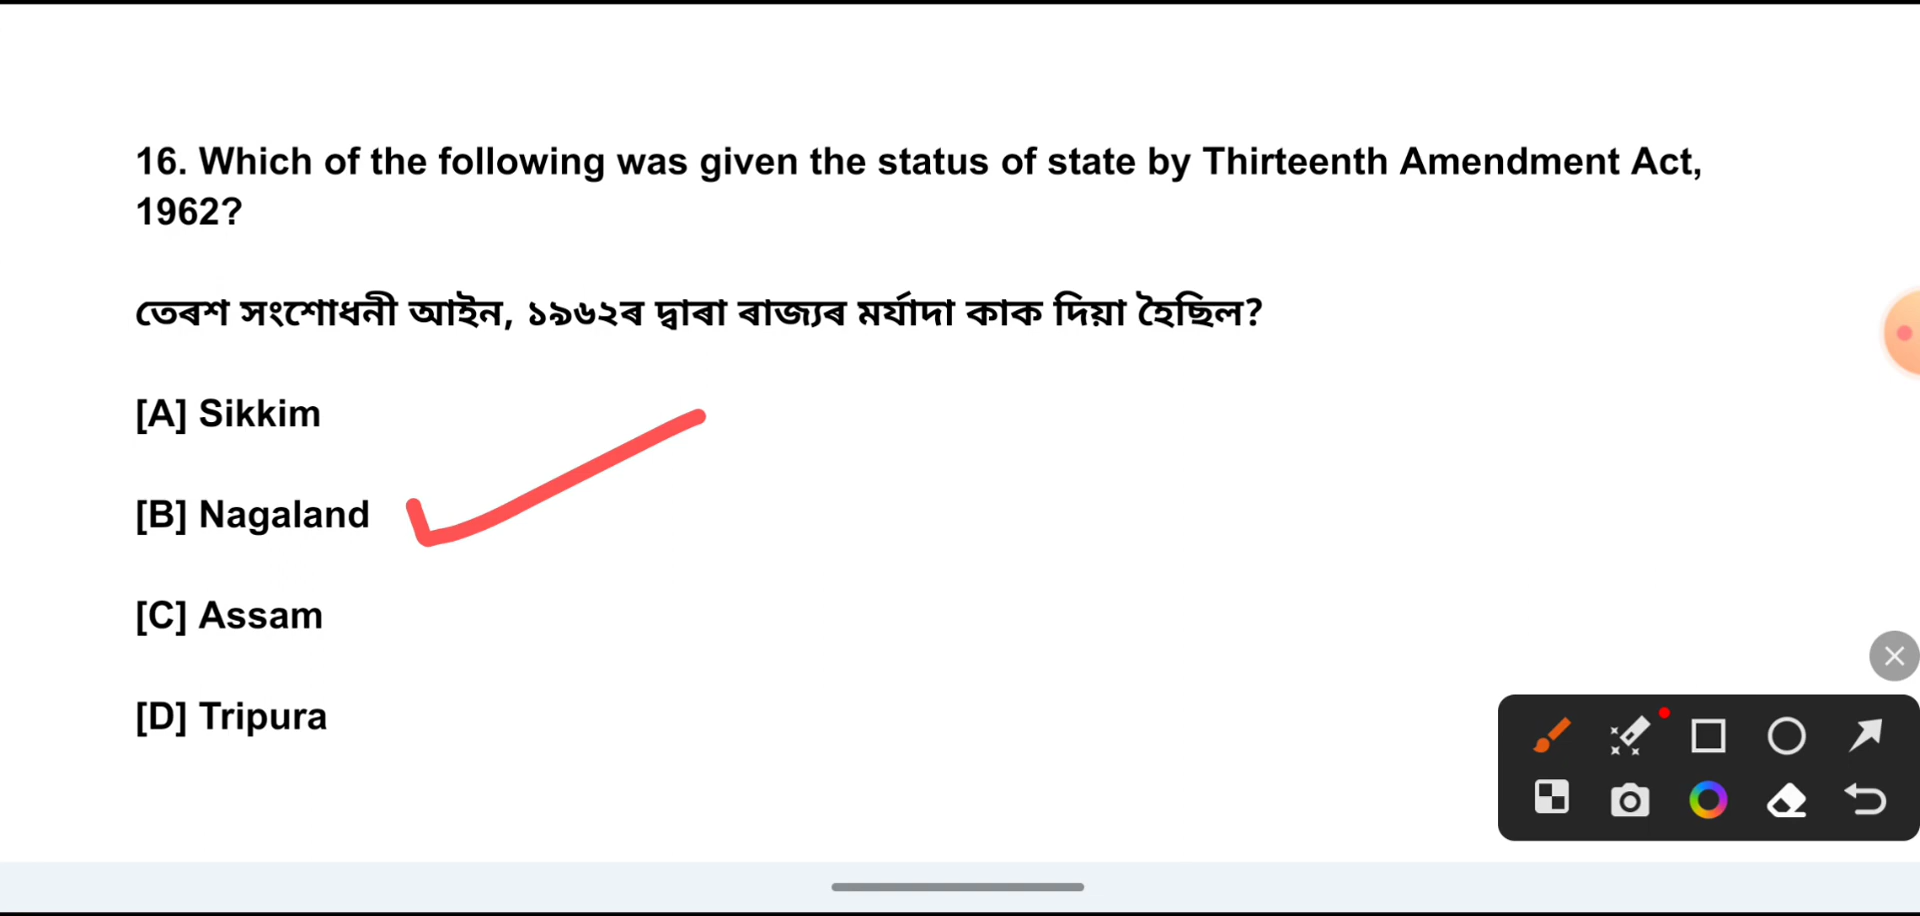 16. Which of the following was given the status of state by Thirteenth Amendment Act,
1962?
তেৰশ সংশোধনী আইন, ১৯৬২ৰ দ্বাৰা ৰাজ্যৰ মৰ্যাদা কাক দিয়া হৈছিল?
[A] Sikkim
[B] Nagaland
[C] Assam
[D] Tripura